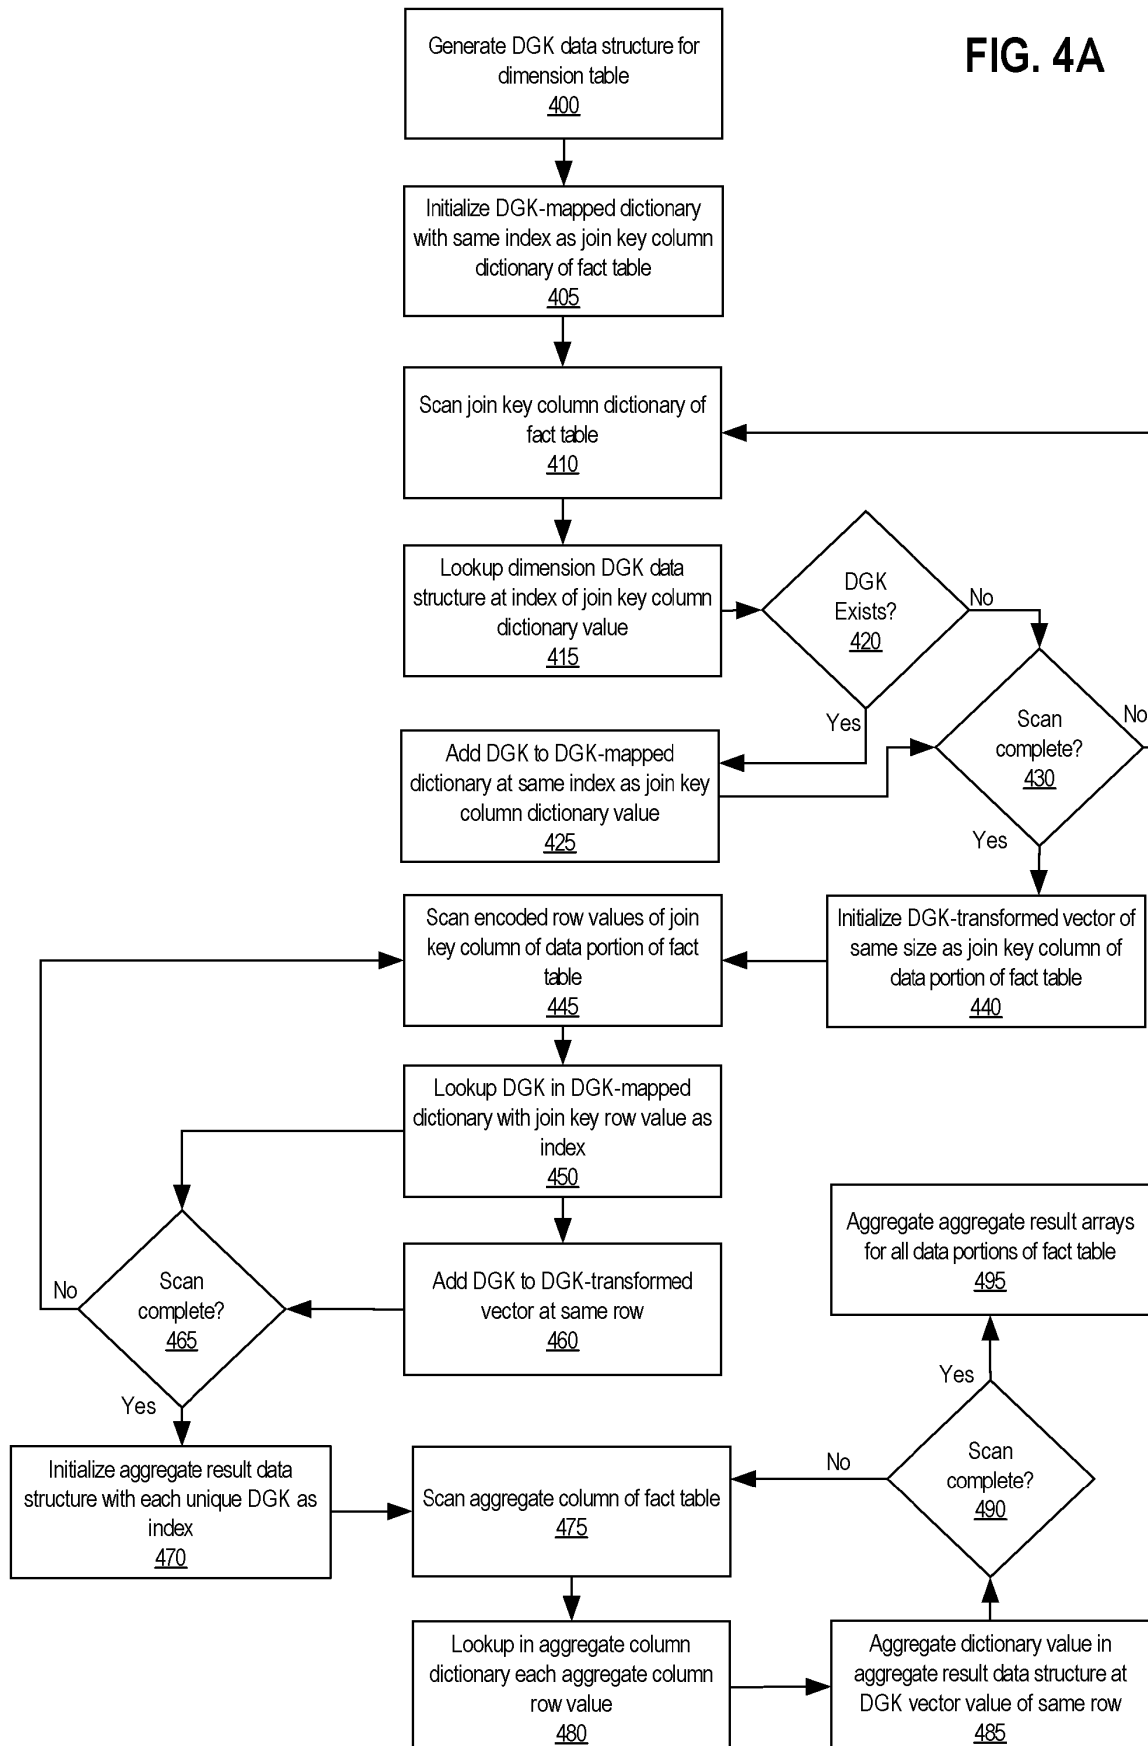 FIG. 4A
Generate DGK data structure for
dimension table
400
Initialize DGK-mapped dictionary
with same index as join key column
dictionary of fact table
405
Scan join key column dictionary of
fact table
410
Lookup dimension DGK data
structure at index of join key column
dictionary value
415
DGK
Exists?
420
No
Yes
Add DGK to DGK-mapped
dictionary at same index as join key
column dictionary value
425
Scan
complete?
430
No
Yes
Initialize DGK-transformed vector of
same size as join key column of
data portion of fact table
440
Scan encoded row values of join
key column of data portion of fact
table
445
Lookup DGK in DGK-mapped
dictionary with join key row value as
index
450
Add DGK to DGK-transformed
vector at same row
460
Scan
complete?
465
No
Yes
Initialize aggregate result data
structure with each unique DGK as
index
470
Scan aggregate column of fact table
475
Lookup in aggregate column
dictionary each aggregate column
row value
480
Aggregate dictionary value in
aggregate result data structure at
DGK vector value of same row
485
Scan
complete?
490
No
Yes
Aggregate aggregate result arrays
for all data portions of fact table
495